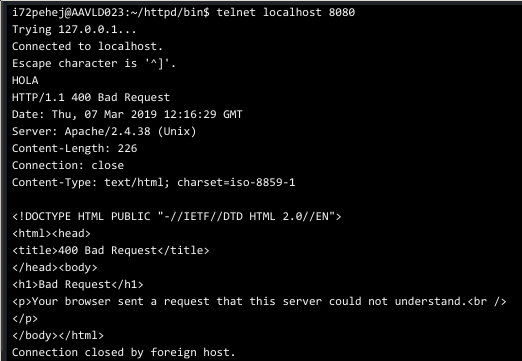 i72pehej@AAVLD023:~/httpd/bin$ telnet localhost 8080
Trying 127.0.0.1...
Connected to localhost.
Escape character is '^]'.
HOLA
HTTP/1.1 400 Bad Request
Date: Thu, 07 Mar 2019 12:16:29 GMT
Server: Apache/2.4.38 (Unix)
Content-Length: 226
Connection: close
Content-Type: text/html; charset=iso-8859-1

<!DOCTYPE HTML PUBLIC "-//IETF//DTD HTML 2.0//EN">
<html><head>
<title>400 Bad Request</title>
</head><body>
<h1>Bad Request</h1>
<p>Your browser sent a request that this server could not understand.<br />
</p>
</body></html>
Connection closed by foreign host.